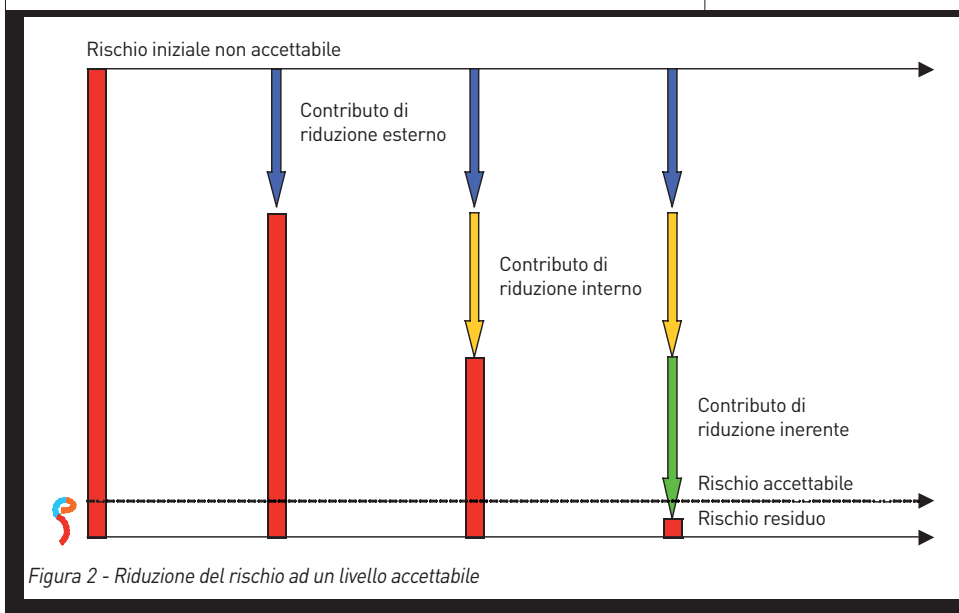 Rischio iniziale non accettabile
Contributo di
riduzione esterno
Contributo di
riduzione interno
Contributo di
riduzione inerente
Rischio accettabile
Rischio residuo
Figura 2 - Riduzione del rischio ad un livello accettabile